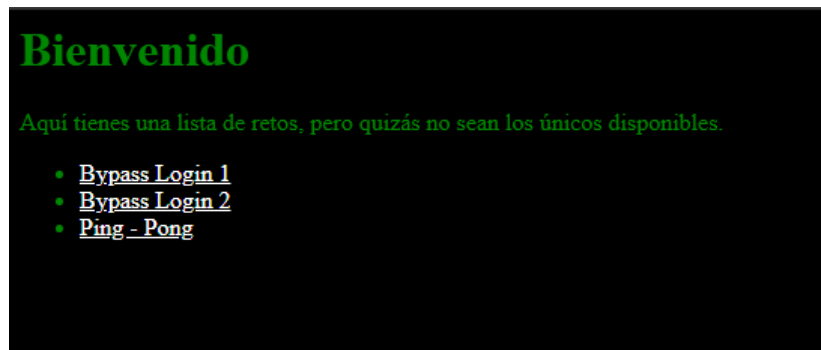 Bienvenido
Aquí tienes una lista de retos, pero quizás no sean los únicos disponibles.
Bypass Login 1
Bypass Login 2
Ping - Pong